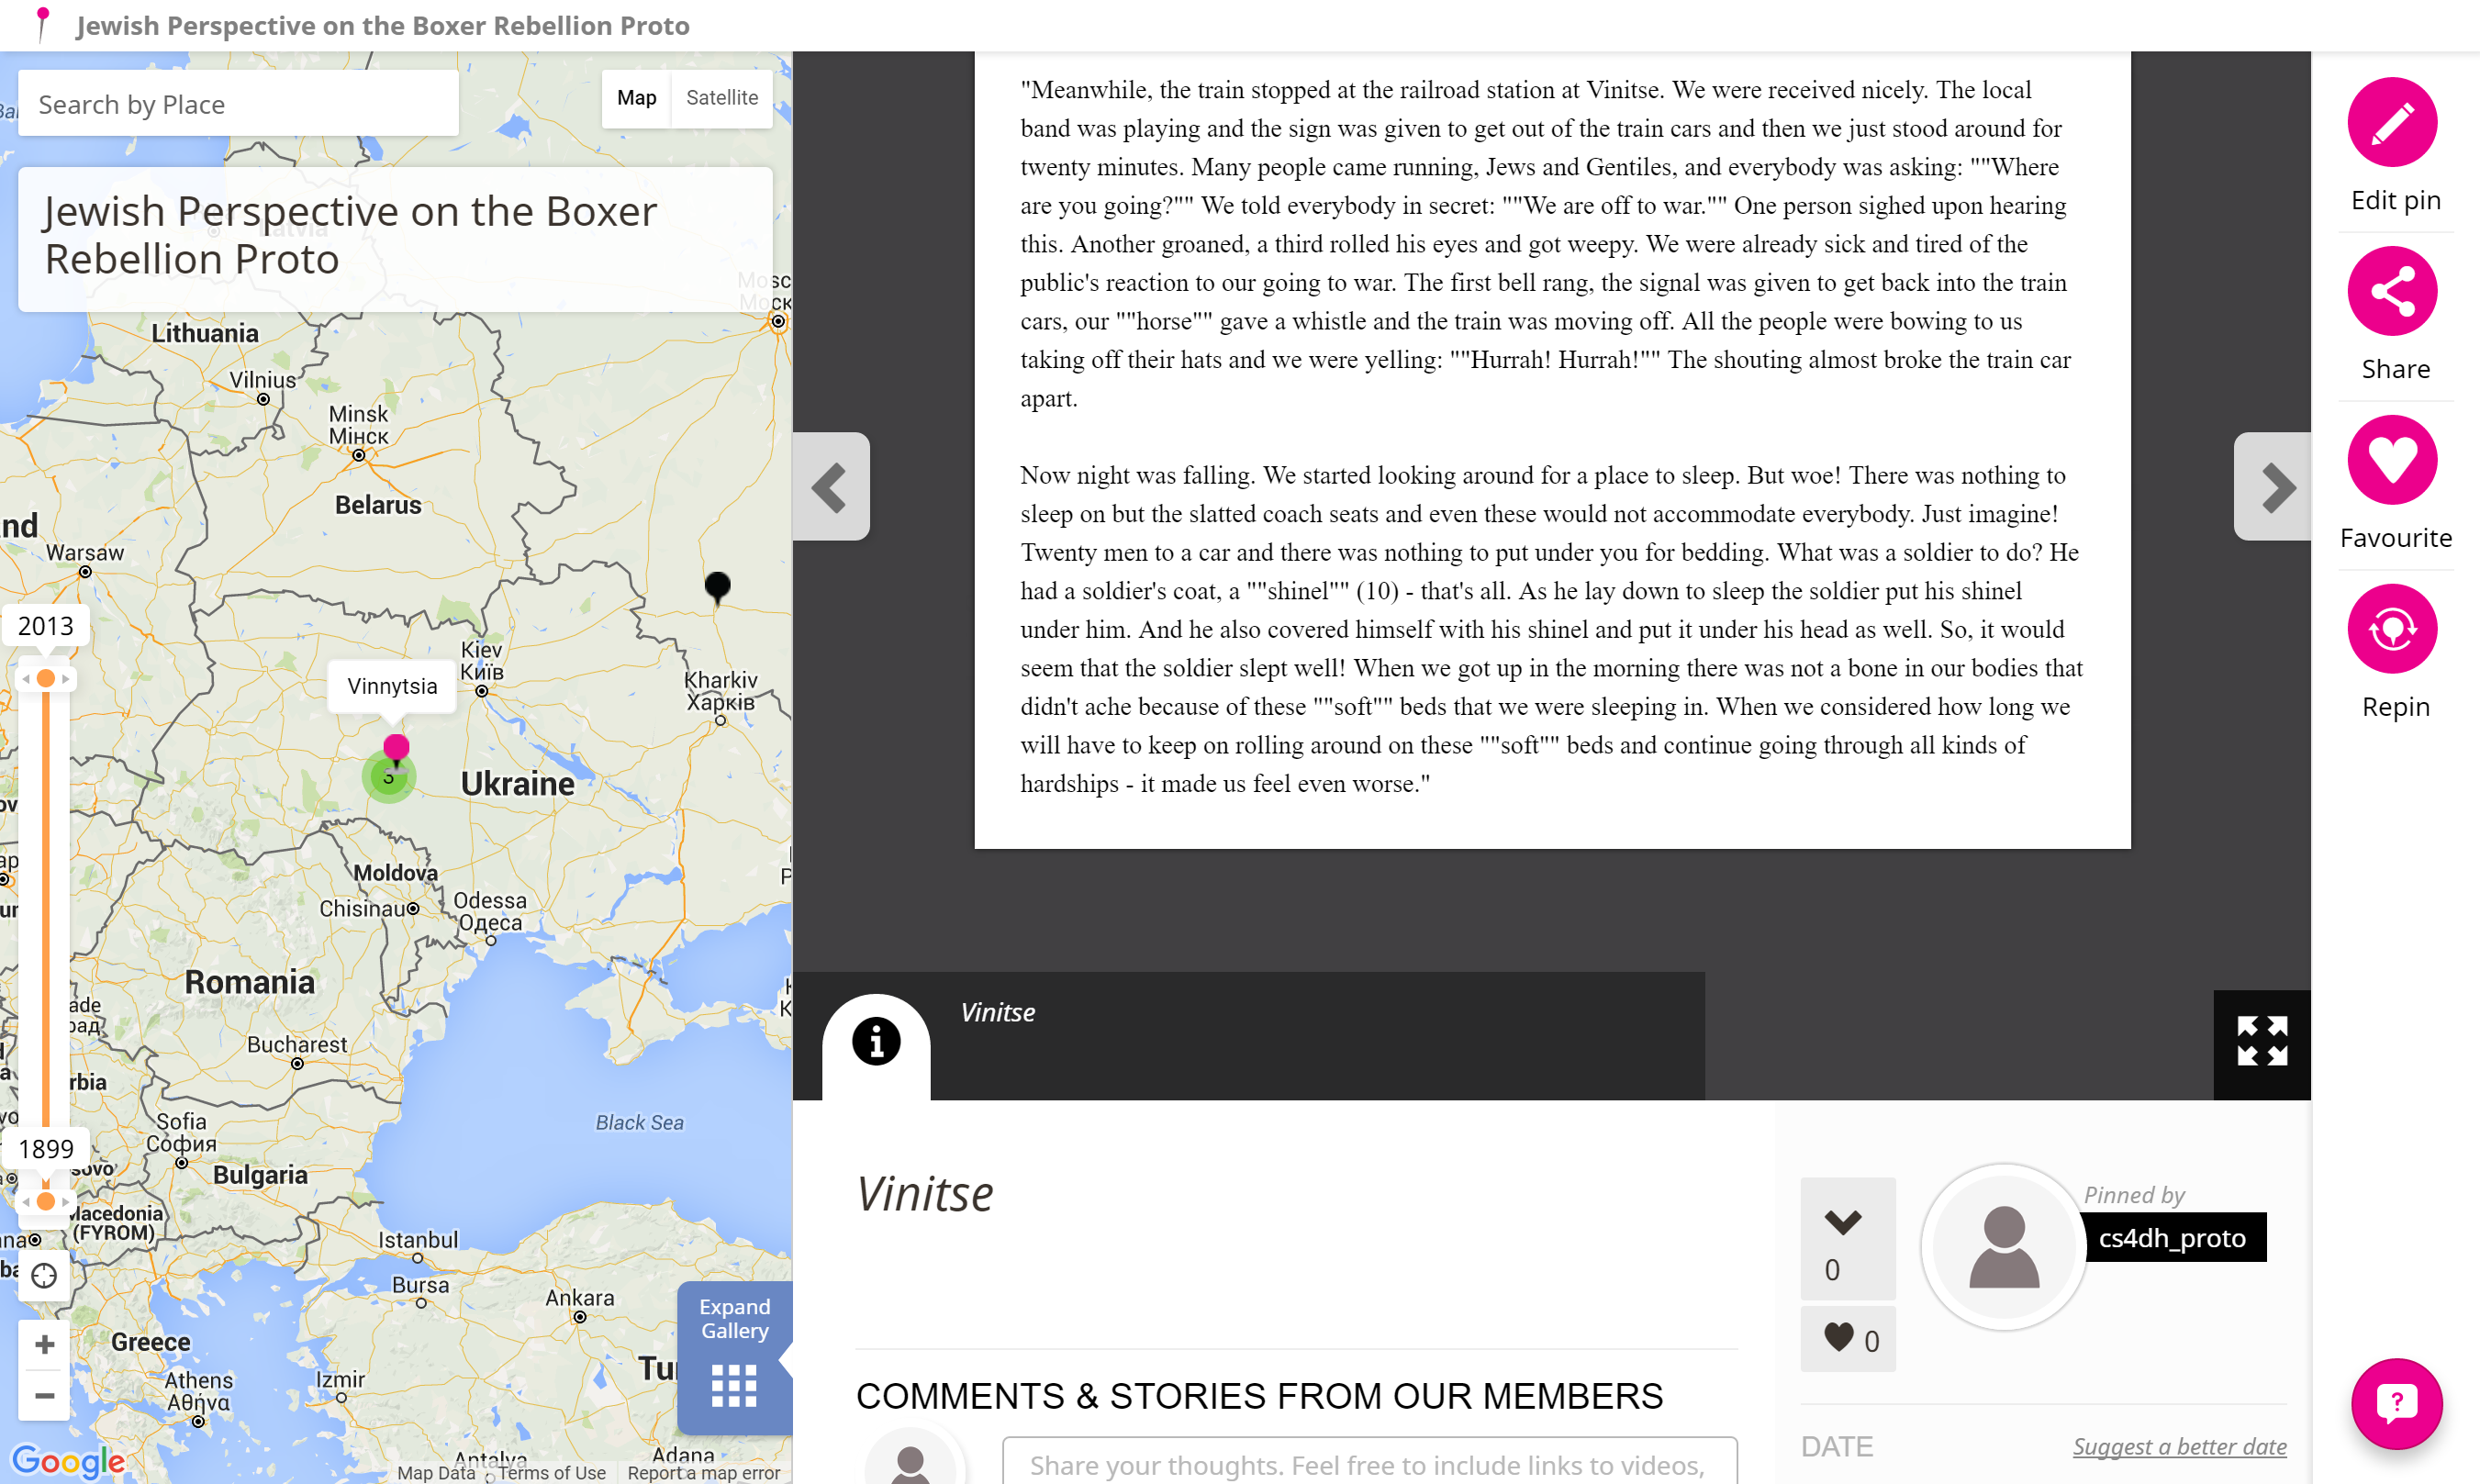 Jewish Perspective on the Boxer Rebellion Proto
Search by Place
Map
Satellite
Jewish Perspective on the Boxer
Rebellion Proto
Latvia
Mosc
Моск
Lithuania
Vilnius
Minsk
Мінск
Belarus
nd
Warsaw
2013
Kiev
Київ
Vinnytsia
Kharkiv
Харків
3
Ukraine
Moldova
Chisinau
Odessa
Одеса
Romania
ade
рад
Bucharest
rbia
Sofia
София
Black Sea
1899
sovo
Bulgaria
Macedonia
(FYROM)
Istanbul
Bursa
Ankara
Expand
Gallery
Greece
Tu
Athens
Αθήνα
Izmir
Antalya
Adana
Google
Map Data
Terms of Use
Report a map error
"Meanwhile, the train stopped at the railroad station at Vinitse. We were received nicely. The local
band was playing and the sign was given to get out of the train cars and then we just stood around for
twenty minutes. Many people came running, Jews and Gentiles, and everybody was asking: ""Where
are you going?"" We told everybody in secret: ""We are off to war."" One person sighed upon hearing
this. Another groaned, a third rolled his eyes and got weepy. We were already sick and tired of the
public's reaction to our going to war. The first bell rang, the signal was given to get back into the train
cars, our ""horse"" gave a whistle and the train was moving off. All the people were bowing to us
taking off their hats and we were yelling: ""Hurrah! Hurrah!"" The shouting almost broke the train car
apart.
Now night was falling. We started looking around for a place to sleep. But woe! There was nothing to
sleep on but the slatted coach seats and even these would not accommodate everybody. Just imagine!
Twenty men to a car and there was nothing to put under you for bedding. What was a soldier to do? He
had a soldier's coat, a ""shinel"" (10) - that's all. As he lay down to sleep the soldier put his shinel
under him. And he also covered himself with his shinel and put it under his head as well. So, it would
seem that the soldier slept well! When we got up in the morning there was not a bone in our bodies that
didn't ache because of these ""soft"" beds that we were sleeping in. When we considered how long we
will have to keep on rolling around on these ""soft"" beds and continue going through all kinds of
hardships - it made us feel even worse."
Vinitse
Vinitse
0
0
Pinned by
cs4dh_proto
COMMENTS & STORIES FROM OUR MEMBERS
Share your thoughts. Feel free to include links to videos,
DATE
Suggest a better date
Edit pin
Share
Favourite
Repin